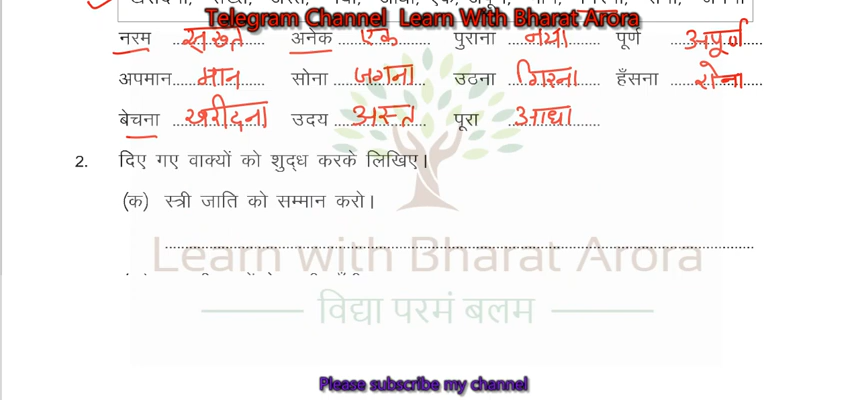 Telegram Channel Learn With Bharat Arora
नरम सख्त अनेक एक पुराना नया पूर्ण अपूर्ण
अपमान मान सोना जगना उठना गिरना हँसना रोना
बेचना खरीदना उदय अस्त पूरा आधा
2. दिए गए वाक्यों को शुद्ध करके लिखिए।
(क) स्त्री जाति को सम्मान करो।
Learn with Bharat Arora
विद्या परमं बलम
Please subscribe my channel